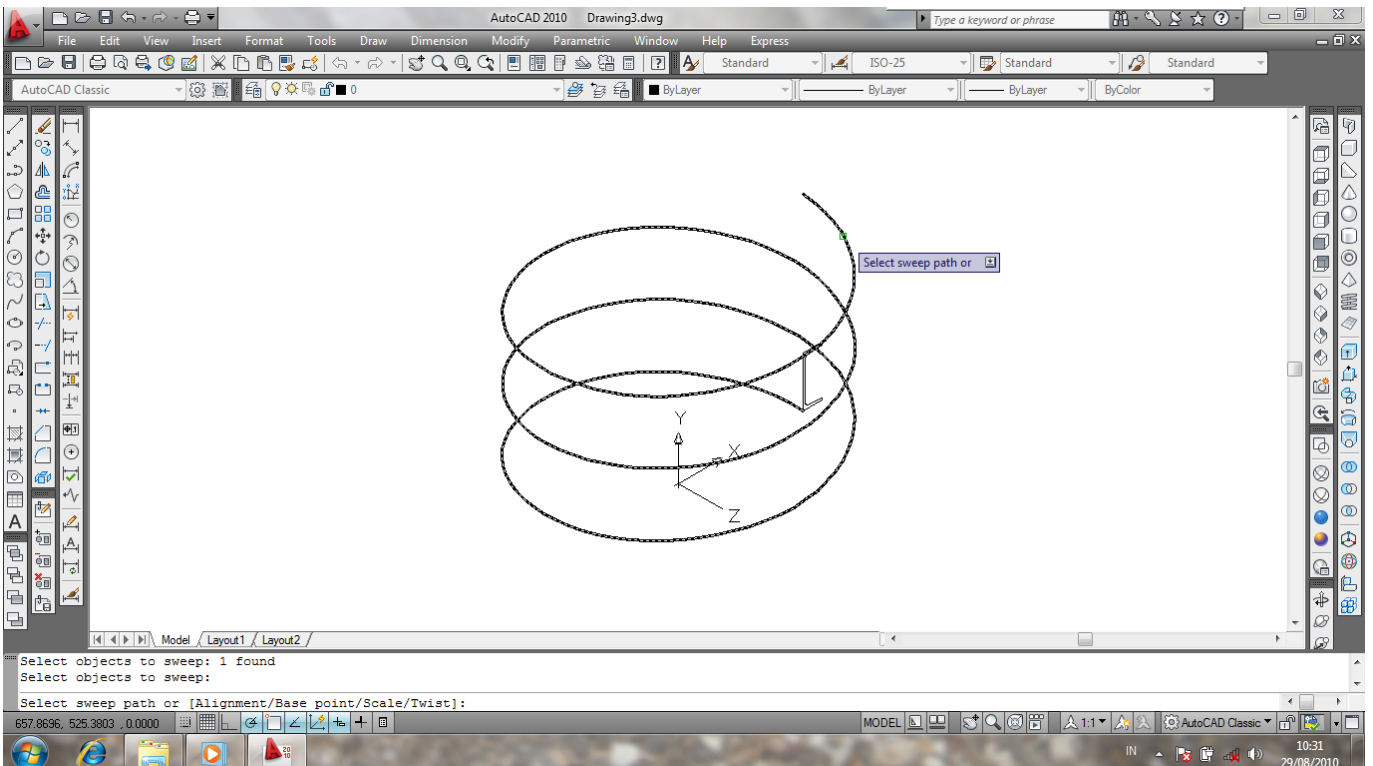 AutoCAD 2010 Drawing3.dwg Type a keyword or phrase
File Edit View Insert Format Tools Draw Dimension Modify Parametric Window Help Express
Standard ISO-25 Standard Standard
AutoCAD Classic 0 ByLayer ByLayer ByLayer ByColor
Select sweep path or
Y
X
Z
A
Model Layout1 Layout2
Select objects to sweep: 1 found
Select objects to sweep:
Select sweep path or [Alignment/Base point/Scale/Twist]:
657.8696, 525.3803 , 0.0000 MODEL 1:1 AutoCAD Classic
IN 10:31
29/08/2010